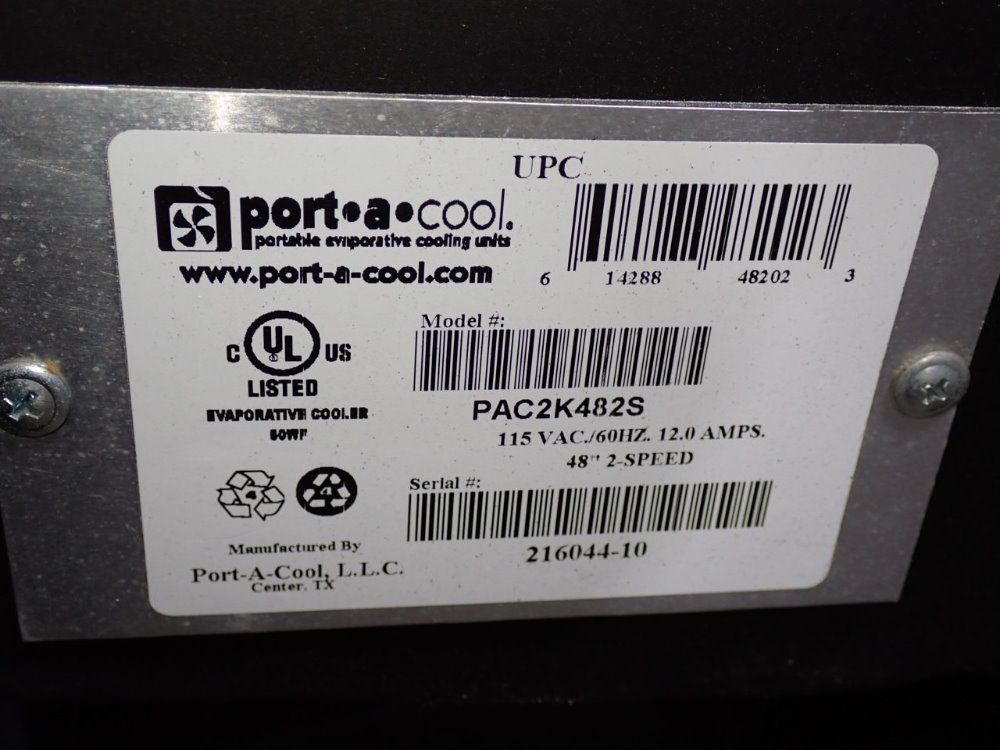 UPC
port•a•cool.
portable evaporative cooling units
www.port-a-cool.com
6 14288 48202 3
Model #:
C UL US
LISTED
EVAPORATIVE COOLER
PAC2K482S
115 VAC./60HZ. 12.0 AMPS.
48" 2-SPEED
Serial #:
4 4
216044-10
Manufactured By
Port-A-Cool, L.L.C.
Center, TX